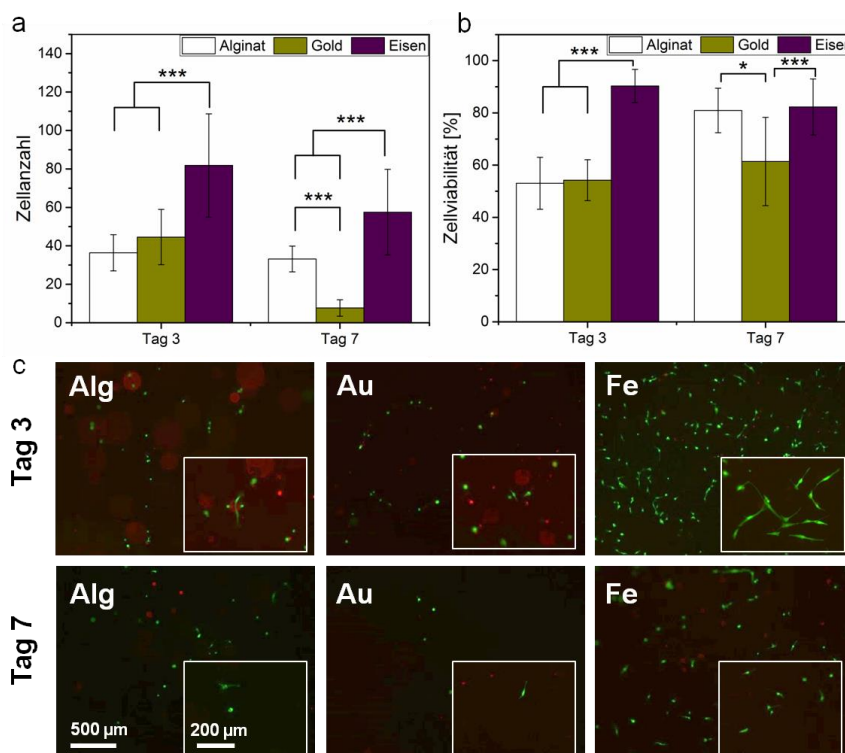 a
Alginat Gold Eisen
140
120
100
80
60
40
20
0
Zellanzahl
***
***
***
Tag 3 Tag 7
b
Alginat Gold Eisen
100
80
60
40
20
0
Zellviabilität [%]
***
*
***
Tag 3 Tag 7
c
Tag 3
Alg Au Fe
Tag 7
Alg Au Fe
500 µm 200 µm